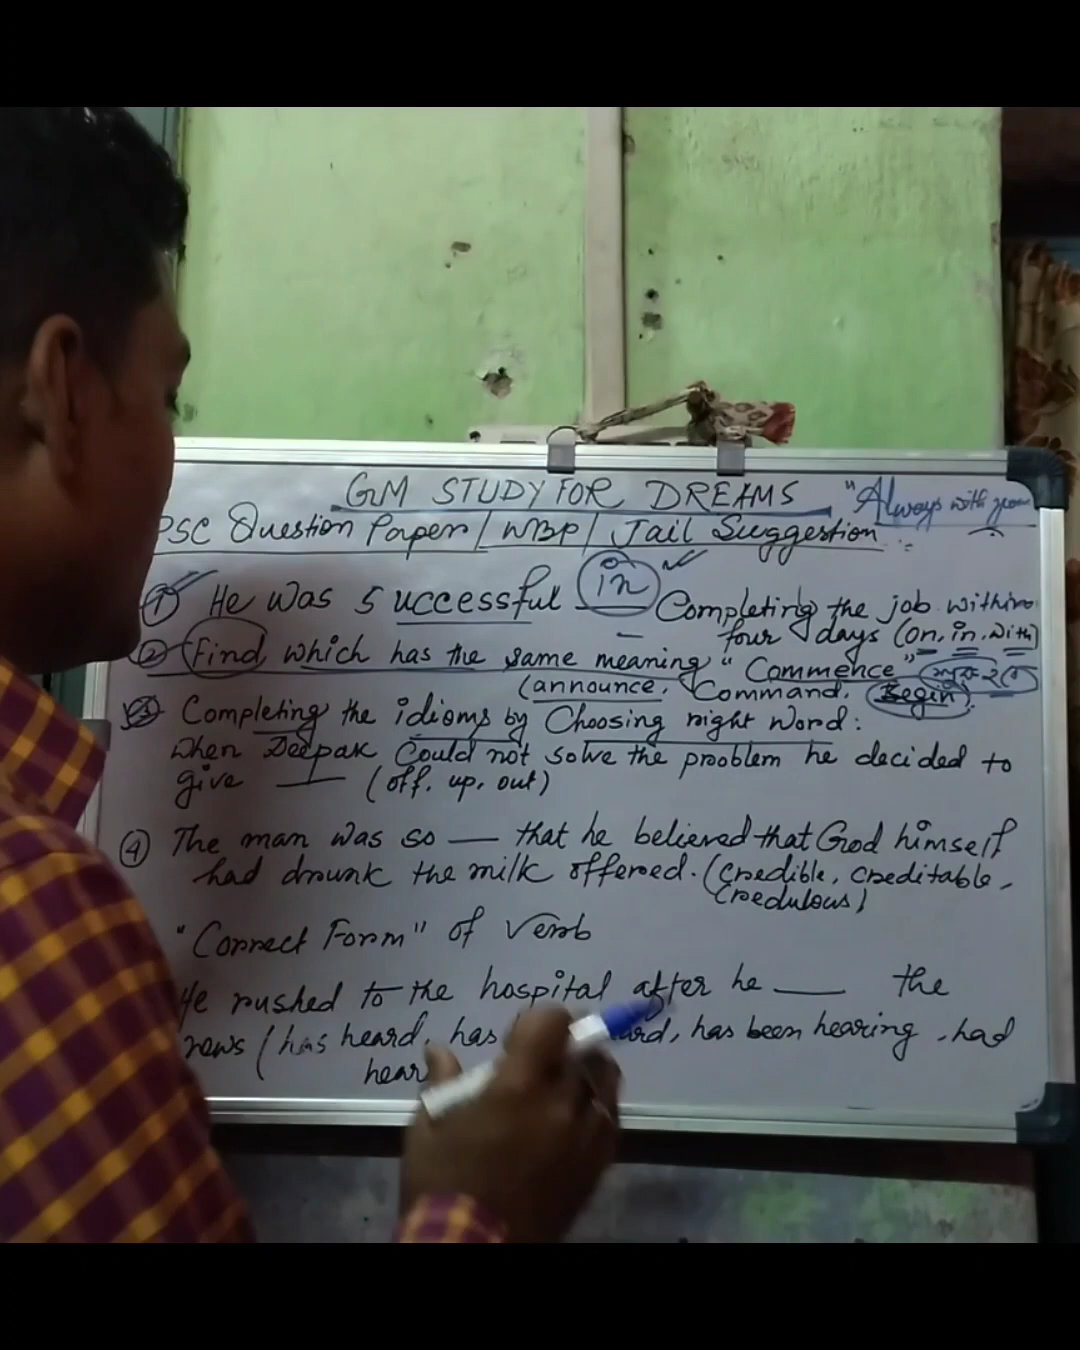 GM STUDY FOR DREAMS "Always with you
PSC Question Paper / WBP / Jail Suggestion
① He was successful in Completing the job within
four days (on, in, with)
② Find which has the same meaning "Commence"
(announce, Command, Begin)
③ Completing the idioms by Choosing right word:
when Deepak Could not solve the problem he decided to
give — (off, up, out)
④ The man was so — that he believed that God himself
had drunk the milk offered. (Credible, creditable,
Credulous)
"Correct Form" of Verb
He rushed to the hospital after he — the
news (has heard, has has been hearing, had